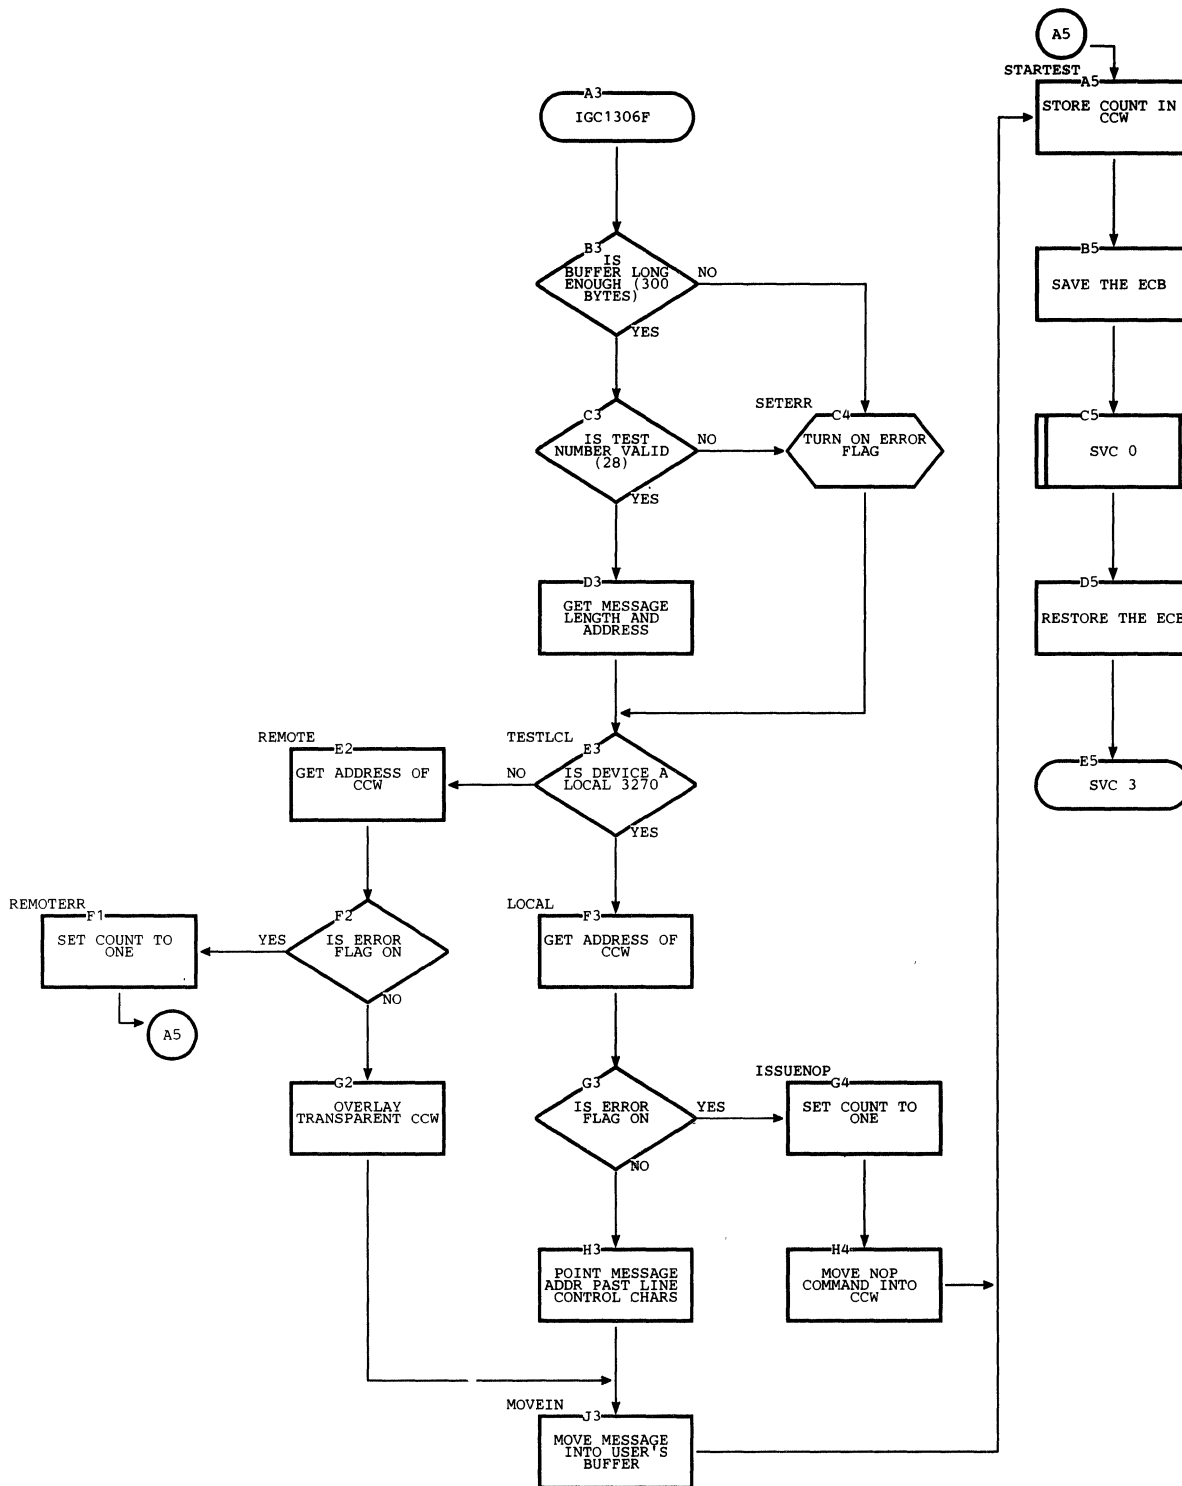 A5
STARTEST
A5
STORE COUNT IN
CCW
A3
IGC1306F
B3
IS
BUFFER LONG
ENOUGH (300
BYTES)
NO
YES
B5
SAVE THE ECB
C3
IS TEST
NUMBER VALID
(28)
NO
YES
SETERR
C4
TURN ON ERROR
FLAG
C5
SVC 0
D3
GET MESSAGE
LENGTH AND
ADDRESS
D5
RESTORE THE ECB
REMOTE
E2
GET ADDRESS OF
CCW
TESTLCL
E3
IS DEVICE A
LOCAL 3270
NO
YES
E5
SVC 3
REMOTERR
F1
SET COUNT TO
ONE
A5
F2
IS ERROR
FLAG ON
YES
NO
LOCAL
F3
GET ADDRESS OF
CCW
G2
OVERLAY
TRANSPARENT CCW
G3
IS ERROR
FLAG ON
YES
NO
ISSUENOP
G4
SET COUNT TO
ONE
H3
POINT MESSAGE
ADDR PAST LINE
CONTROL CHARS
H4
MOVE NOP
COMMAND INTO
CCW
MOVEIN
J3
MOVE MESSAGE
INTO USER'S
BUFFER